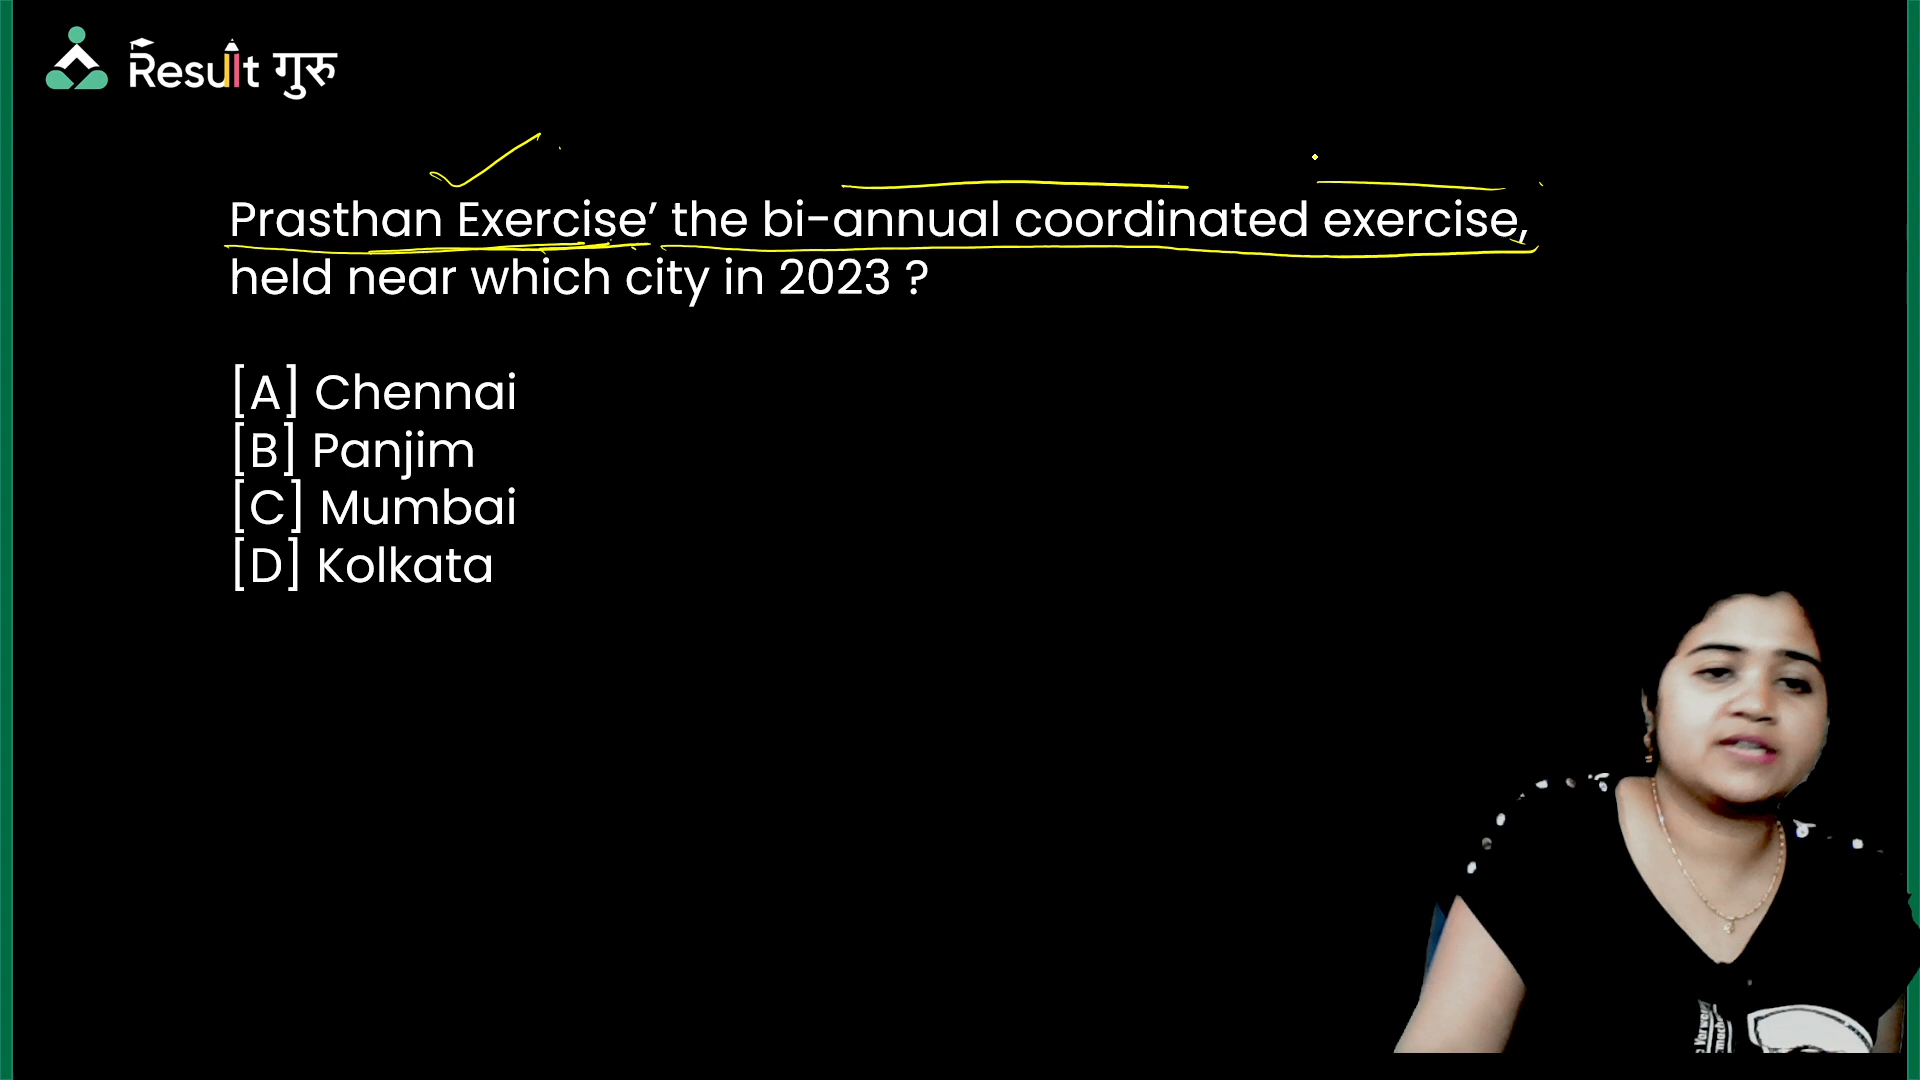 Result गुरु
Prasthan Exercise’ the bi-annual coordinated exercise,
held near which city in 2023 ?
[A] Chennai
[B] Panjim
[C] Mumbai
[D] Kolkata